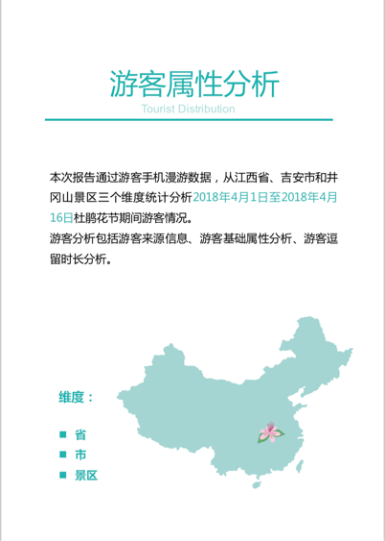 游客属性分析
Tourist Distribution
本次报告通过游客手机漫游数据，从江西省、吉安市和井
冈山景区三个维度统计分析2018年4月1日至2018年4月
16日杜鹃花节期间游客情况。
游客分析包括游客来源信息、游客基础属性分析、游客逗
留时长分析。
维度：
■ 省
■ 市
■ 景区